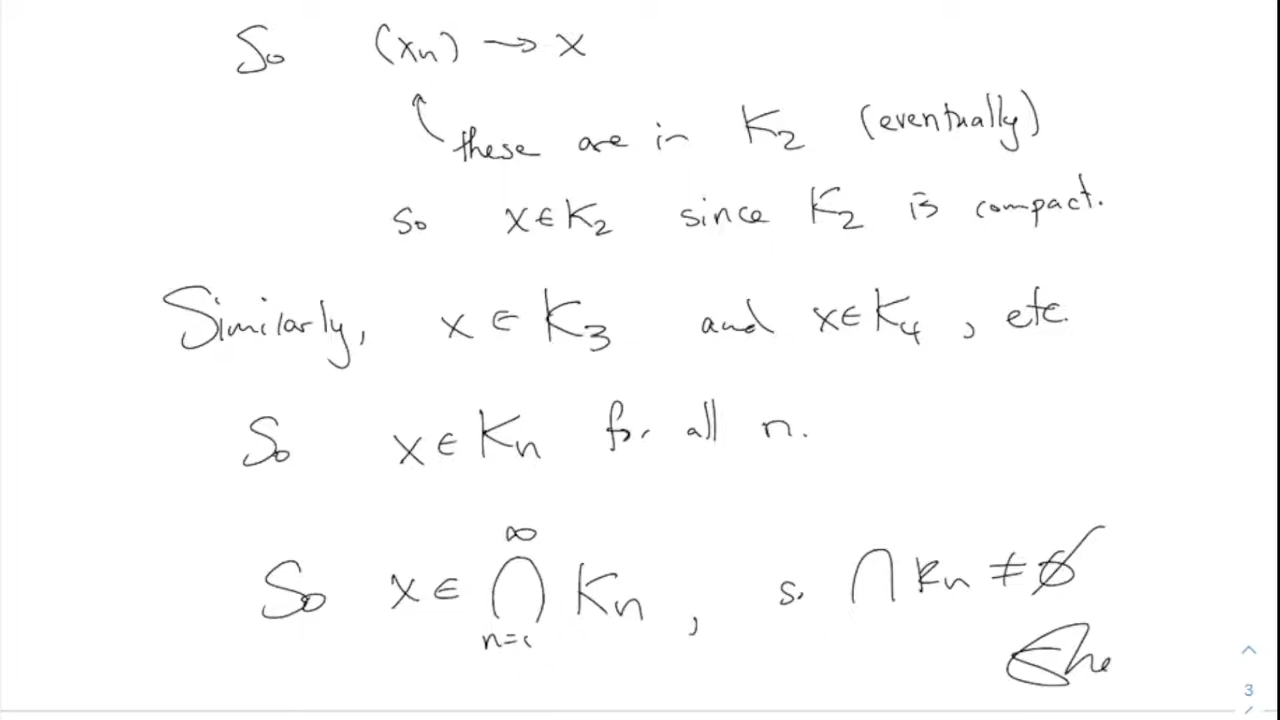 So (xn) → x
these are in K2 (eventually)
so x ∈ K2 since K2 is compact.
Similarly, x ∈ K3 and x ∈ K4, etc.
So x ∈ Kn for all n.
∞
So x ∈ ⋂ Kn, so ⋂ Kn ≠ ∅
n=1
3